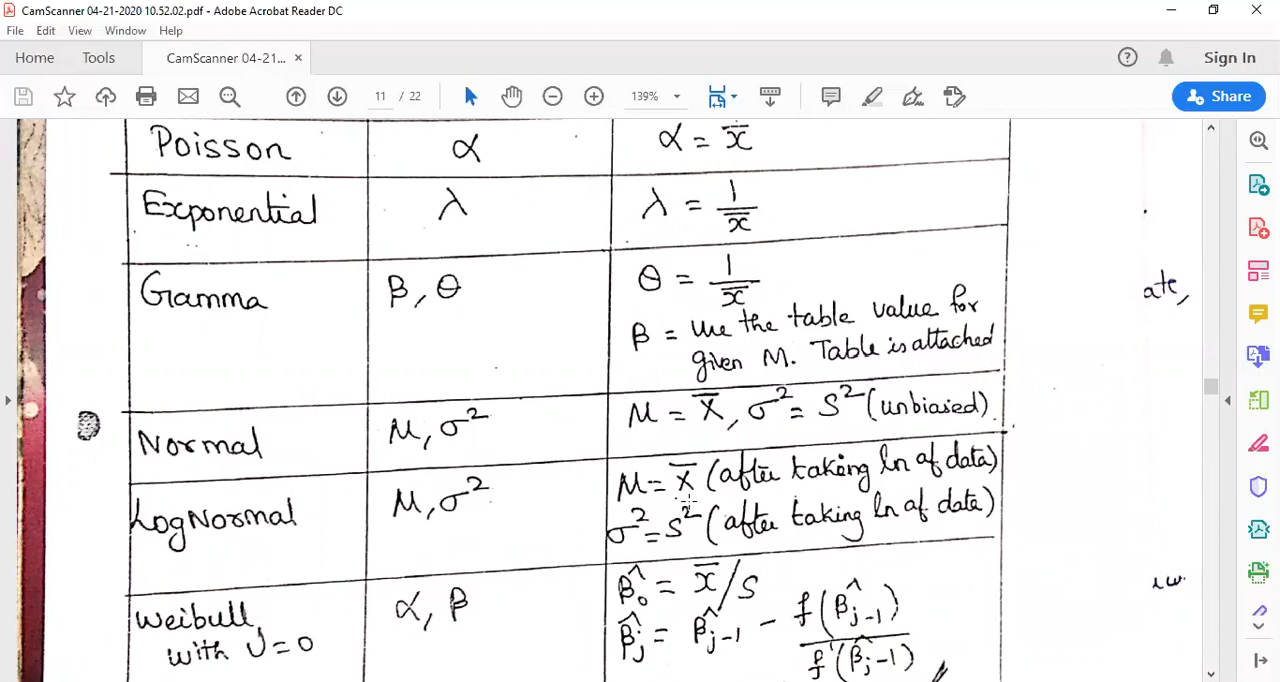 CamScanner 04-21-2020 10.52.02.pdf - Adobe Acrobat Reader DC
File Edit View Window Help
Home Tools CamScanner 04-21... × Sign In
11 / 22 139% Share
Poisson α α = x̄
Exponential λ λ = 1/x̄
Gamma β, θ θ = 1/x̄
β = use the table value for
given M. Table is attached
Normal μ, σ² μ = X̄, σ² = S² (unbiased).
LogNormal μ, σ² μ = X̄ (after taking ln of data)
σ² = S² (after taking ln of data)
Weibull α, β β̂₀ = x̄/S
with ν = 0 β̂j = β̂j-1 - f(β̂j-1)/f'(β̂j-1)
ate,